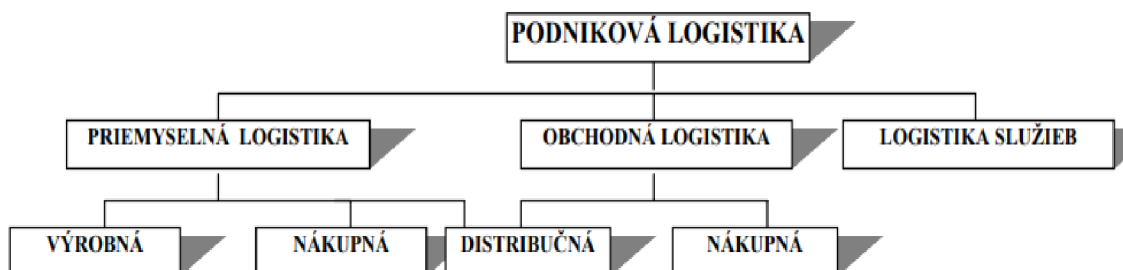 PODNIKOVÁ LOGISTIKA
PRIEMYSELNÁ LOGISTIKA
OBCHODNÁ LOGISTIKA
LOGISTIKA SLUŽIEB
VÝROBNÁ
NÁKUPNÁ
DISTRIBUČNÁ
NÁKUPNÁ